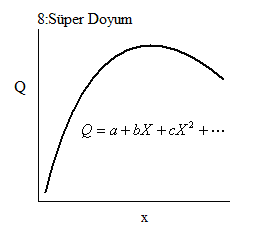 8:Süper Doyum
Q
Q = a + bX + cX² + ⋯
x